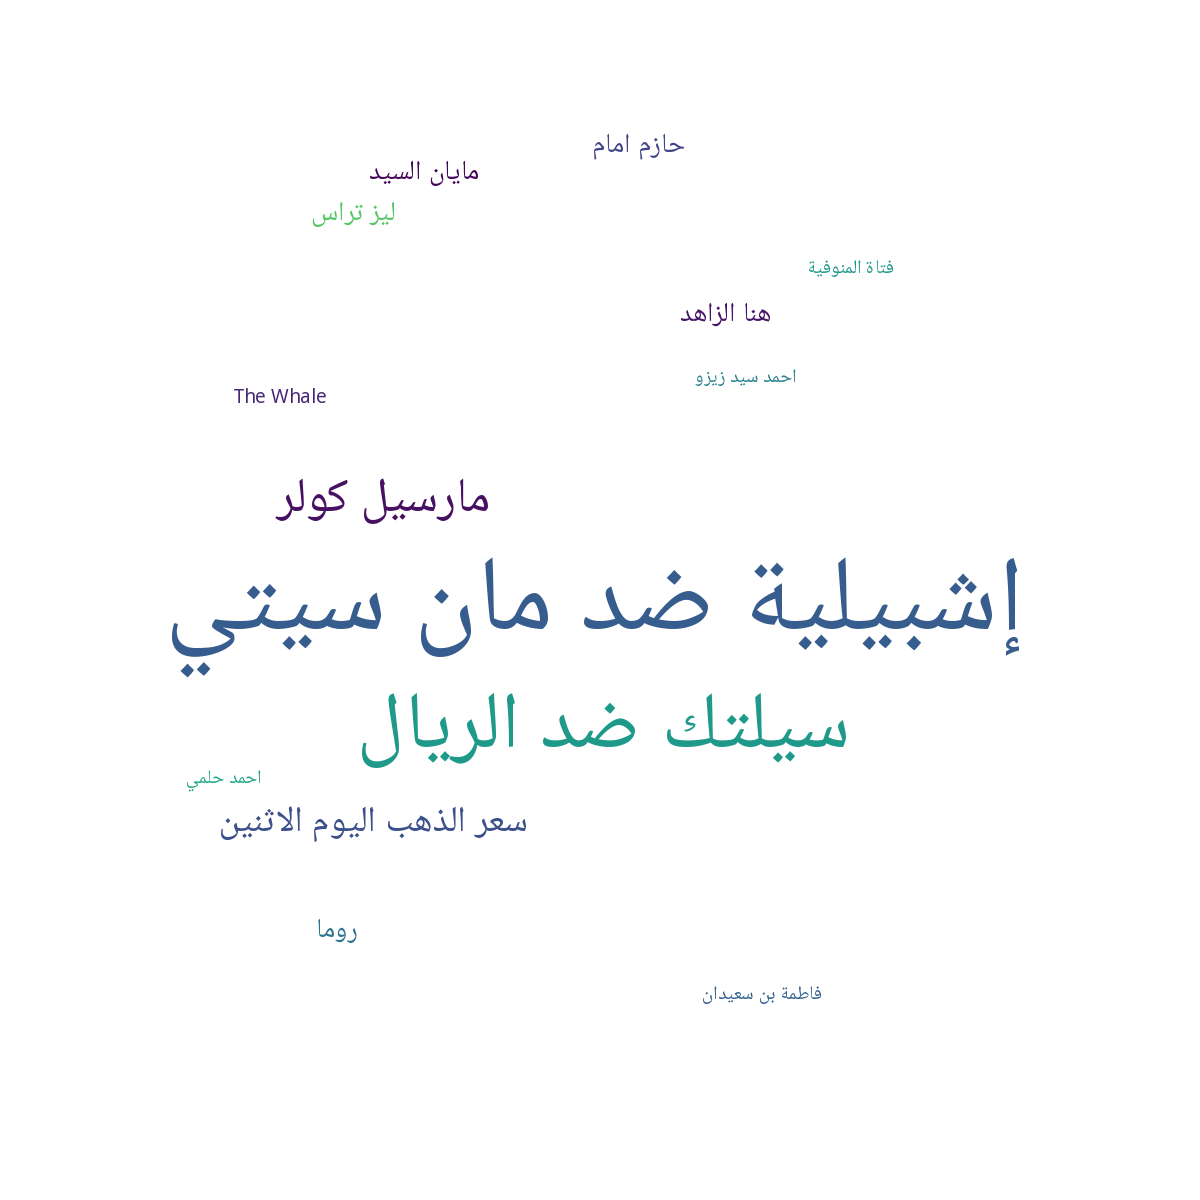 حازم امام
مايان السيد
ليز تراس
فتاة المنوفية
هنا الزاهد
احمد سيد زيزو
The Whale
مارسيل كولر
إشبيلية ضد مان سيتي
سيلتك ضد الريال
احمد حلمي
سعر الذهب اليوم الاثنين
روما
فاطمة بن سعيدان